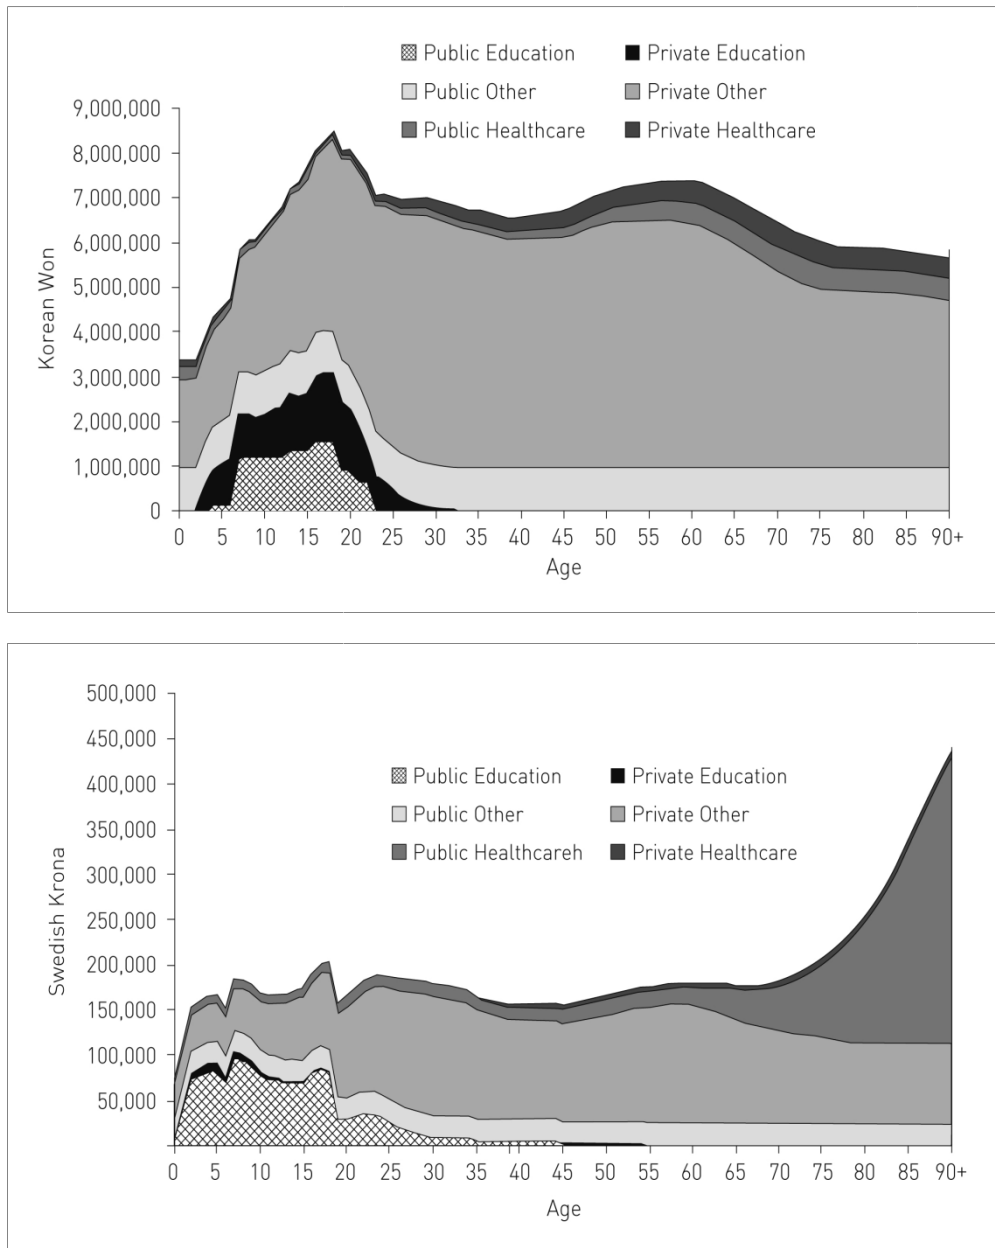 Public Education Private Education
Public Other Private Other
Public Healthcare Private Healthcare
9,000,000
8,000,000
7,000,000
6,000,000
5,000,000
4,000,000
3,000,000
2,000,000
1,000,000
0
Korean Won
0 5 10 15 20 25 30 35 40 45 50 55 60 65 70 75 80 85 90+
Age
500,000
450,000
400,000
350,000
300,000
250,000
200,000
150,000
100,000
50,000
Swedish Krona
Public Education Private Education
Public Other Private Other
Public Healthcareh Private Healthcare
0 5 10 15 20 25 30 35 40 45 50 55 60 65 70 75 80 85 90+
Age